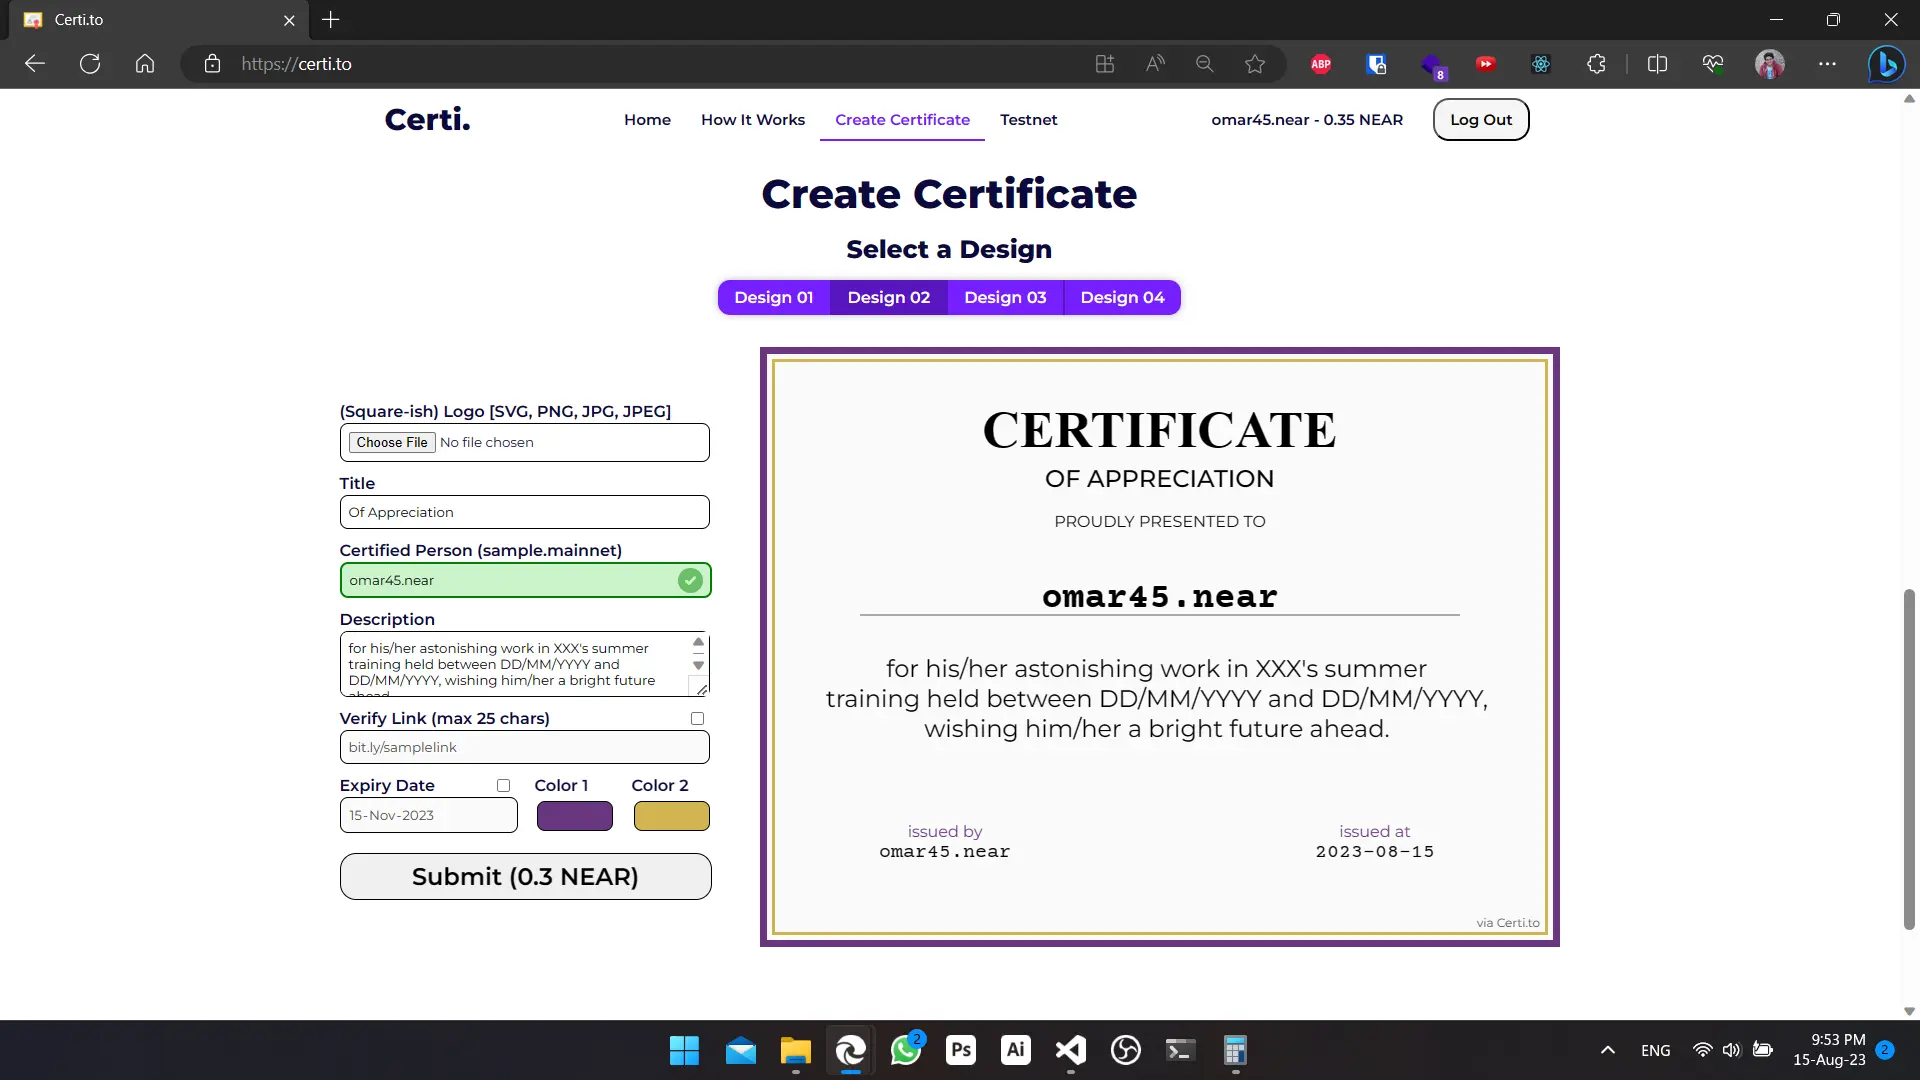 Certi.to
https://certi.to
ABP
8
Certi.
Home
How It Works
Create Certificate
Testnet
omar45.near - 0.35 NEAR
Log Out
Create Certificate
Select a Design
Design 01
Design 02
Design 03
Design 04
(Square-ish) Logo [SVG, PNG, JPG, JPEG]
Choose File No file chosen
Title
Of Appreciation
Certified Person (sample.mainnet)
omar45.near
Description
for his/her astonishing work in XXX's summer
training held between DD/MM/YYYY and
DD/MM/YYYY, wishing him/her a bright future
ahead.
Verify Link (max 25 chars)
bit.ly/samplelink
Expiry Date
Color 1
Color 2
15-Nov-2023
Submit (0.3 NEAR)
CERTIFICATE
OF APPRECIATION
PROUDLY PRESENTED TO
omar45.near
for his/her astonishing work in XXX's summer
training held between DD/MM/YYYY and DD/MM/YYYY,
wishing him/her a bright future ahead.
issued by
omar45.near
issued at
2023-08-15
via Certi.to
2
Ps
Ai
ENG
9:53 PM
15-Aug-23
2